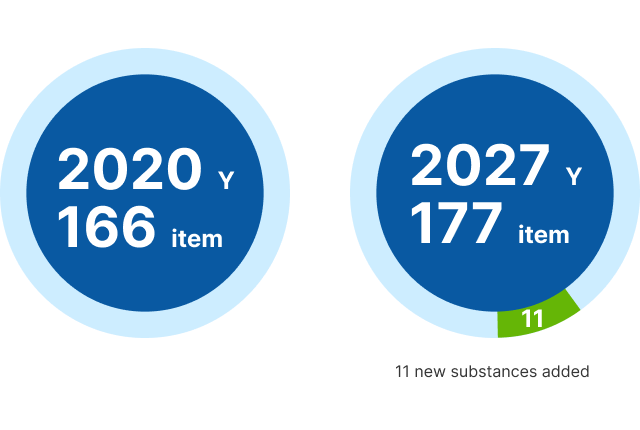 2020 Y
166 item
2027 Y
177 item
11
11 new substances added